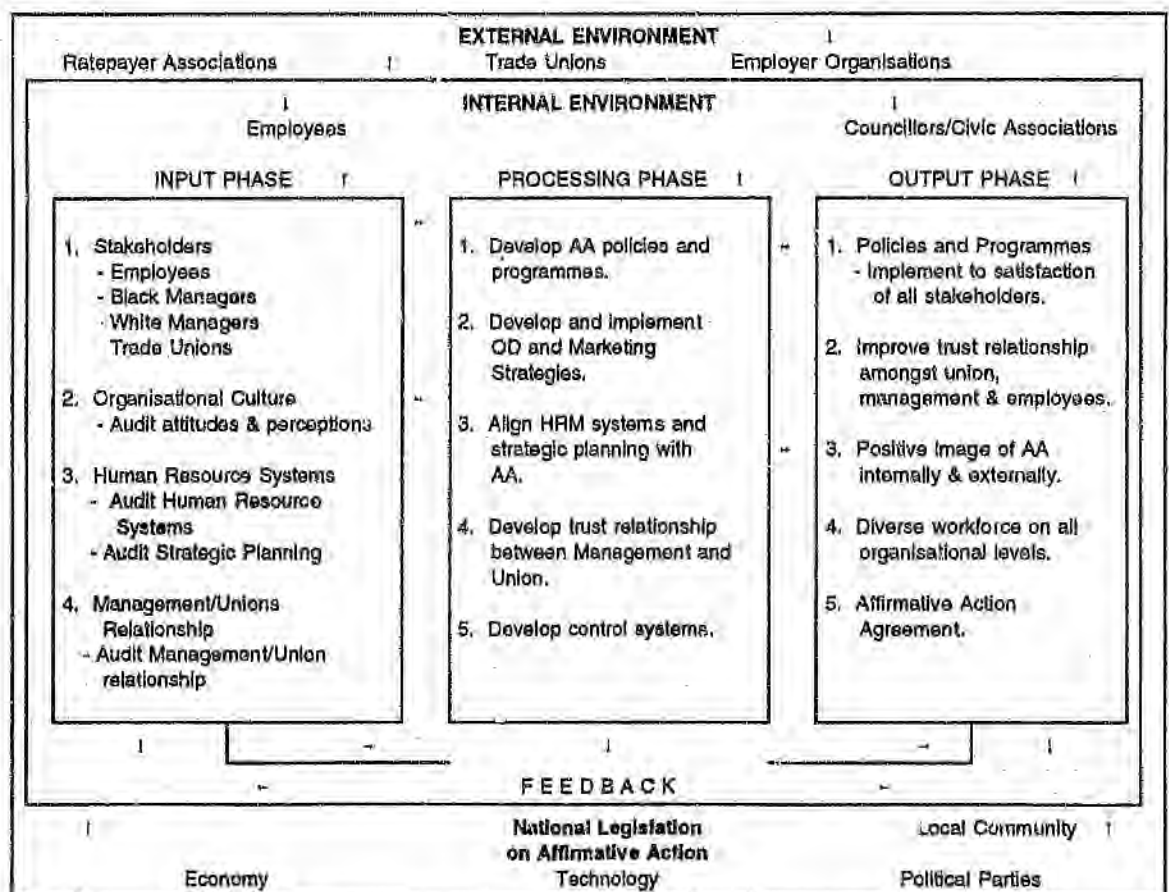 EXTERNAL ENVIRONMENT
Ratepayer Associations Trade Unions Employer Organisations
INTERNAL ENVIRONMENT
Employees Councillors/Civic Associations
INPUT PHASE
1. Stakeholders
- Employees
- Black Managers
White Managers
Trade Unions
2. Organisational Culture
- Audit attitudes & perceptions
3. Human Resource Systems
- Audit Human Resource
Systems
- Audit Strategic Planning
4. Management/Unions
Relationship
- Audit Management/Union
relationship
PROCESSING PHASE
1. Develop AA policies and
programmes.
2. Develop and implement
OD and Marketing
Strategies.
3. Align HRM systems and
strategic planning with
AA.
4. Develop trust relationship
between Management and
Union.
5. Develop control systems.
OUTPUT PHASE
1. Policies and Programmes
- Implement to satisfaction
of all stakeholders.
2. Improve trust relationship
amongst union,
management & employees.
3. Positive Image of AA
internally & externally.
4. Diverse workforce on all
organisational levels.
5. Affirmative Action
Agreement.
FEEDBACK
National Legislation Local Community
on Affirmative Action
Economy Technology Political Parties